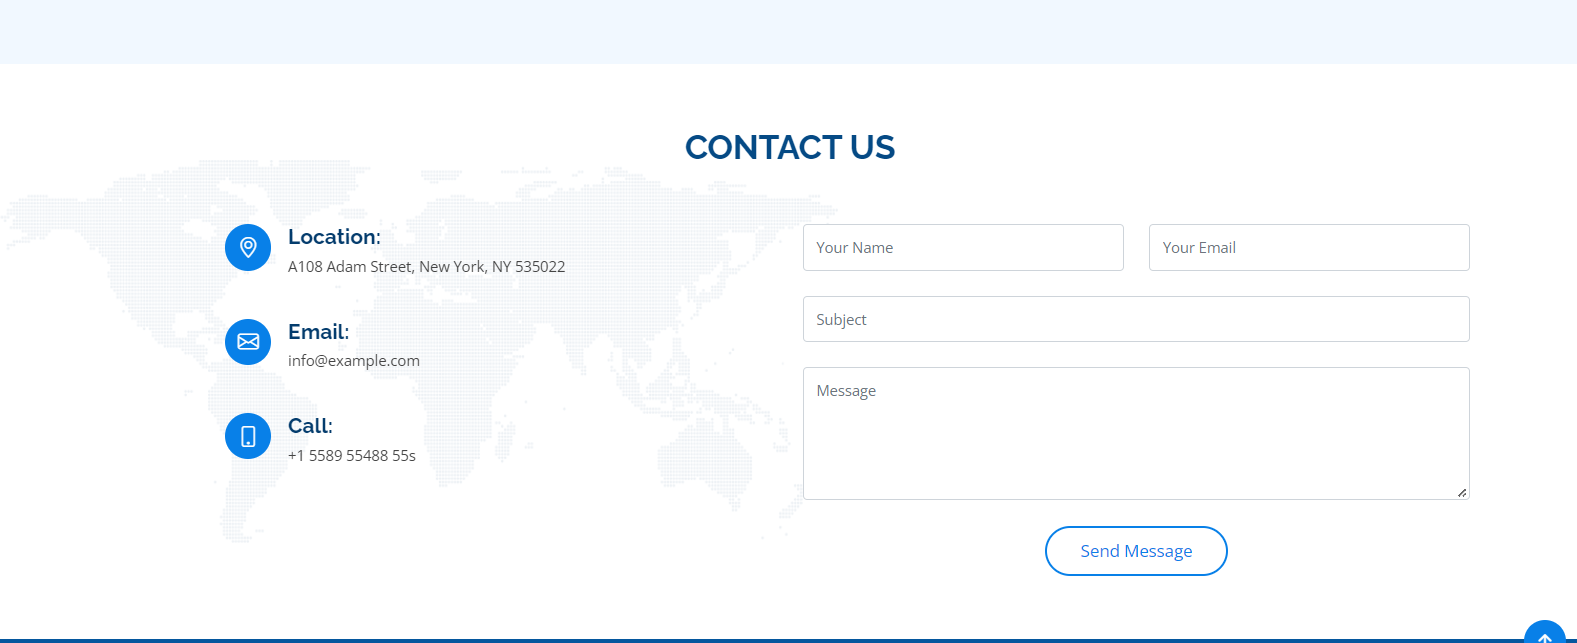 CONTACT US
Location:
A108 Adam Street, New York, NY 535022
Email:
info@example.com
Call:
+1 5589 55488 55s
Your Name
Your Email
Subject
Message
Send Message